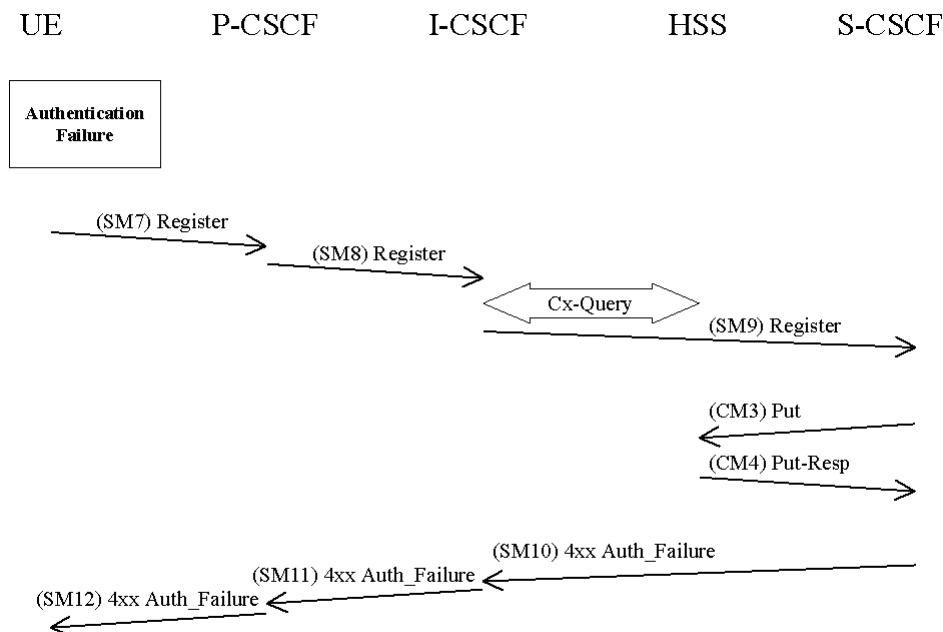 UE P-CSCF I-CSCF HSS S-CSCF
Authentication
Failure
(SM7) Register
(SM8) Register
Cx-Query
(SM9) Register
(CM3) Put
(CM4) Put-Resp
(SM10) 4xx Auth_Failure
(SM11) 4xx Auth_Failure
(SM12) 4xx Auth_Failure